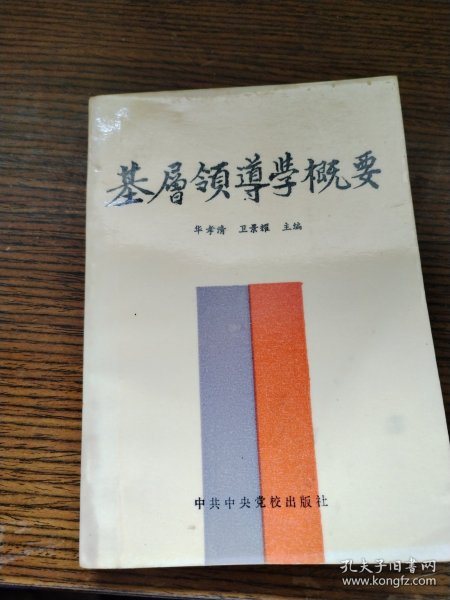 基層領導学概要
华孝清 卫景耀 主编
中共中央党校出版社
孔夫子旧书网
www.kongfz.com